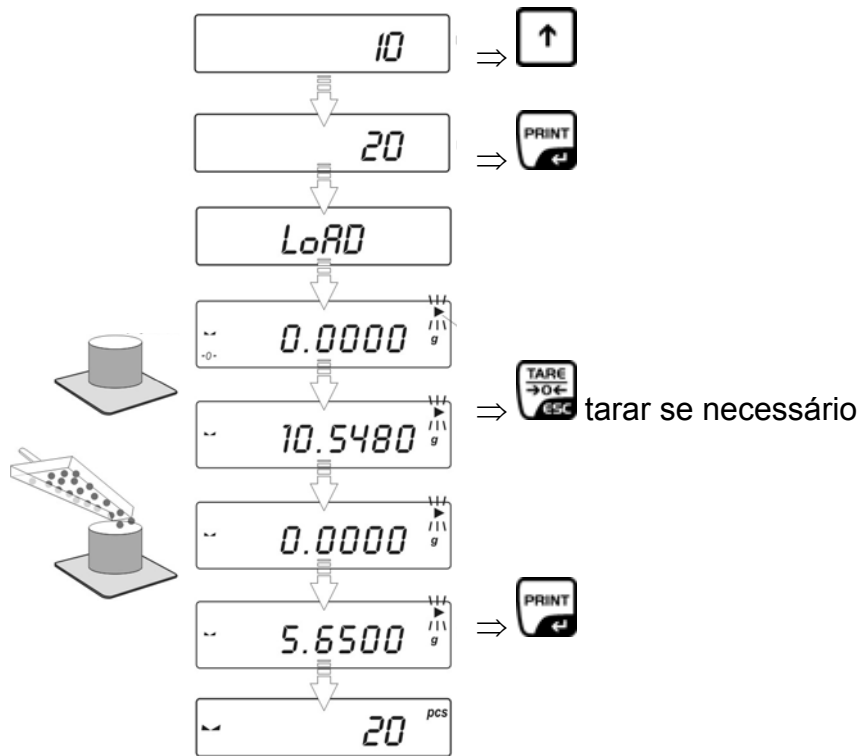 10 ⇒ ↑
20 ⇒ PRINT
LoAD
-0- 0.0000 g
10.5480 g ⇒ TARE →0← ESC tarar se necessário
0.0000 g
5.6500 g ⇒ PRINT
20 pcs